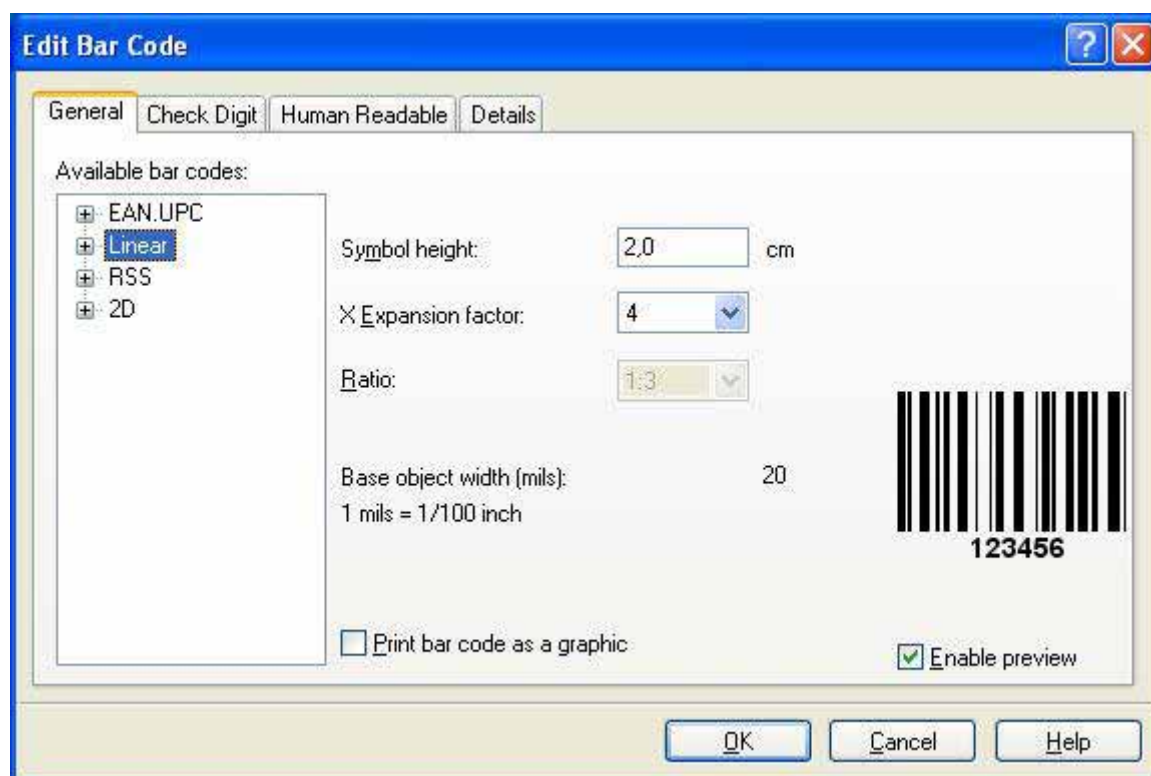 Edit Bar Code
General Check Digit Human Readable Details
Available bar codes:
EAN.UPC
Linear
RSS
2D
Symbol height: 2,0 cm
X Expansion factor: 4
Ratio: 1:3
Base object width (mils): 20
1 mils = 1/100 inch
123456
Print bar code as a graphic
Enable preview
OK Cancel Help